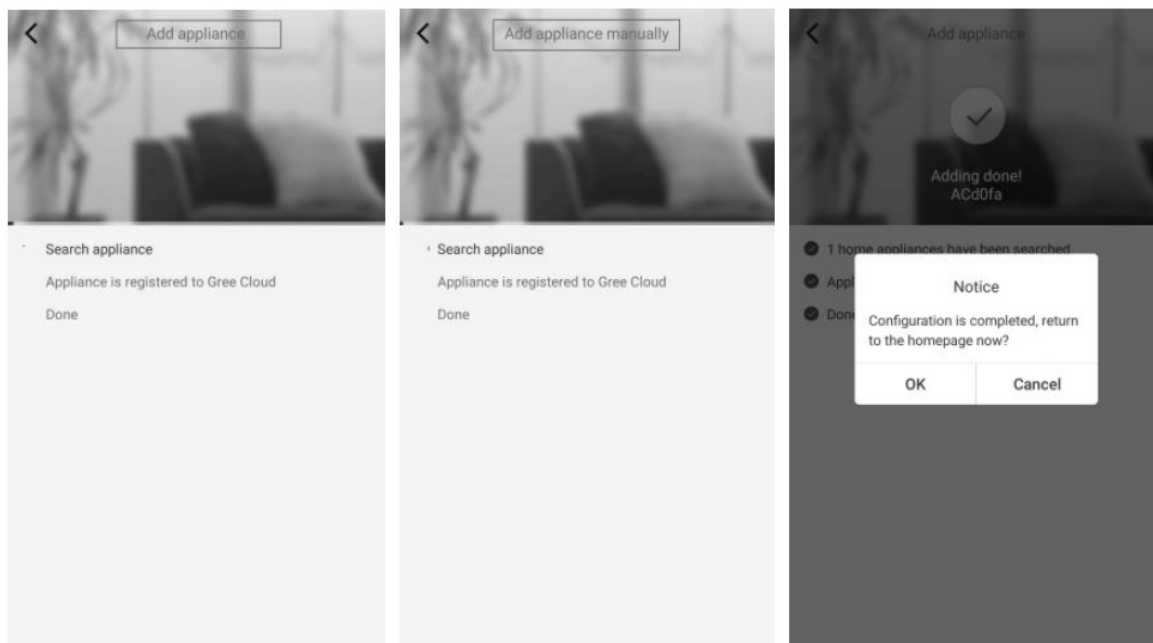 Add appliance
Search appliance
Appliance is registered to Gree Cloud
Done
Add appliance manually
Search appliance
Appliance is registered to Gree Cloud
Done
Add appliance
Adding done!
ACd0fa
1 home appliances have been searched
Appl
Done
Notice
Configuration is completed, return
to the homepage now?
OK Cancel